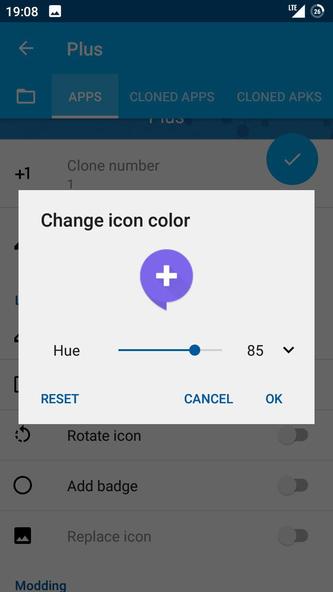 19:08
LTE
26
Plus
APPS
CLONED APPS
CLONED APKS
Plus
+1
Clone number
1
Change icon color
Hue
85
RESET
CANCEL
OK
Rotate icon
Add badge
Replace icon
Modding